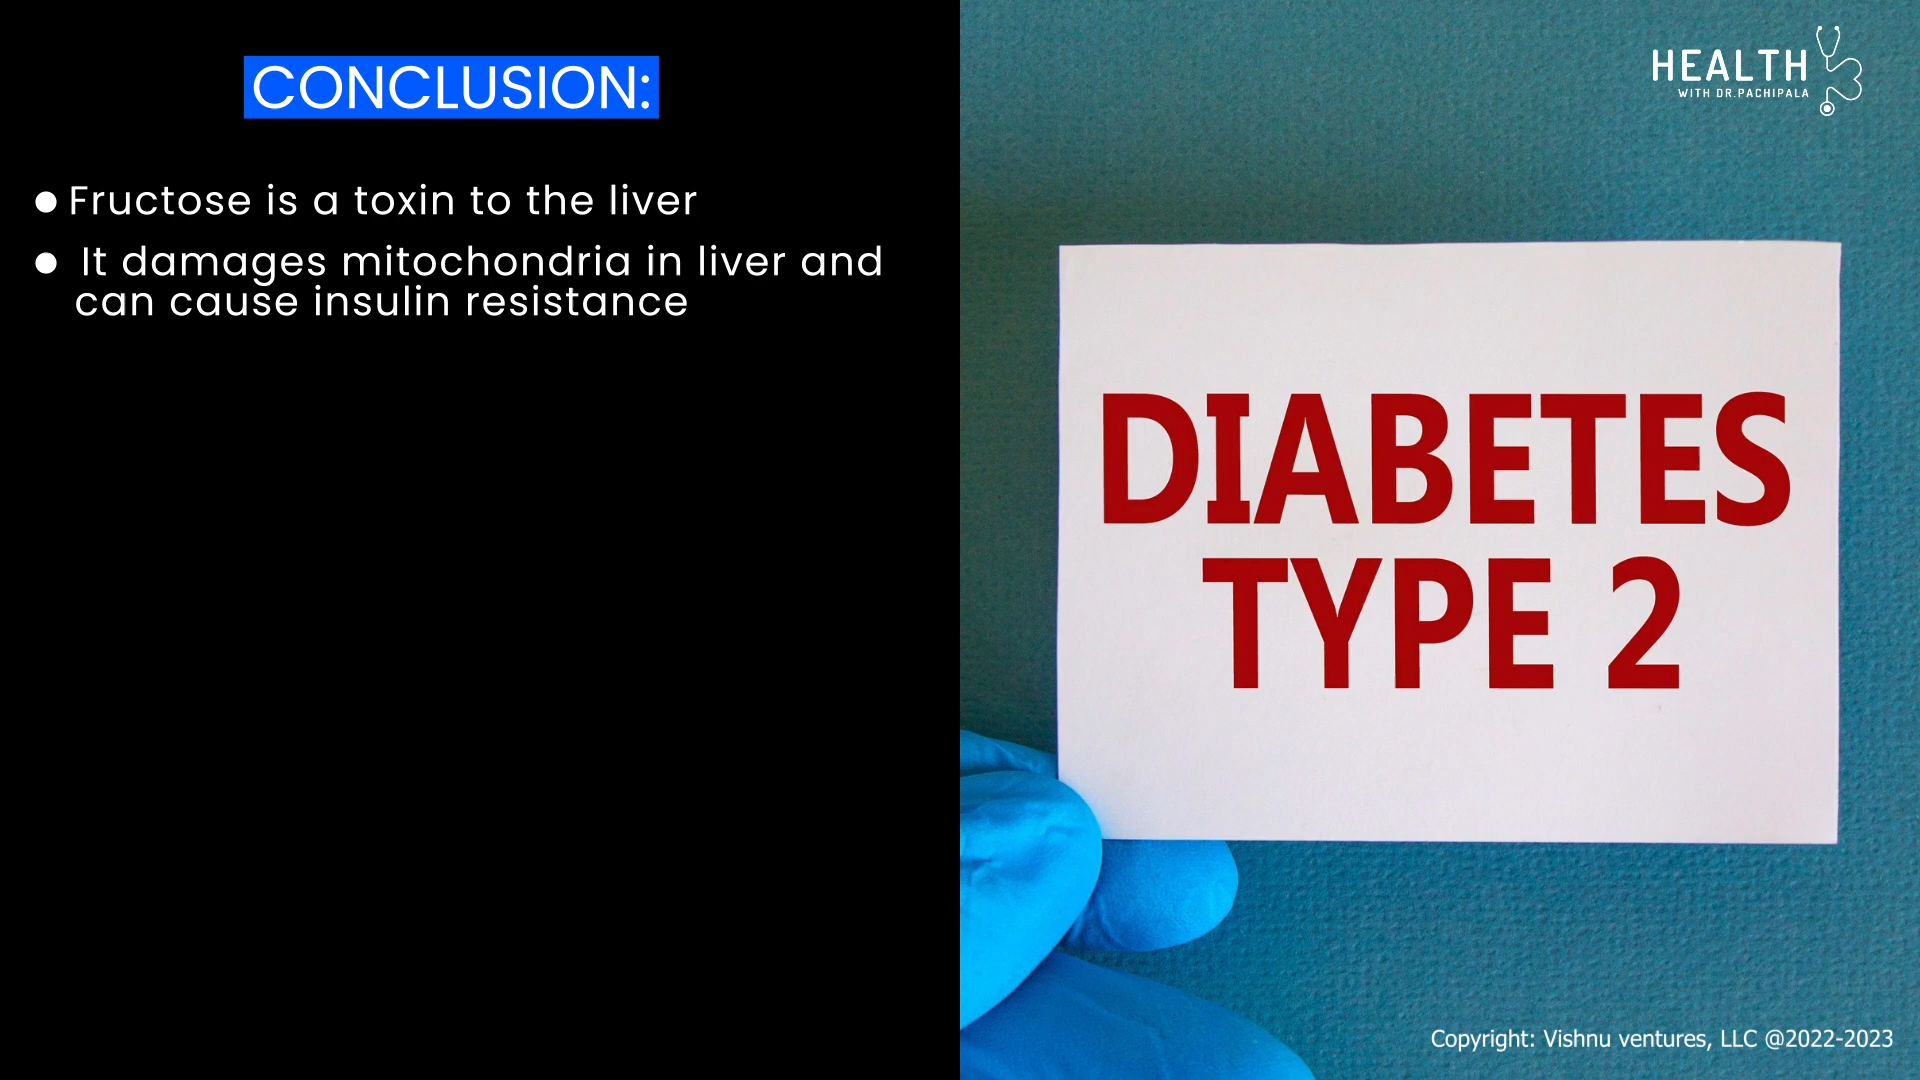 CONCLUSION:
● Fructose is a toxin to the liver
● It damages mitochondria in liver and
can cause insulin resistance
HEALTH
WITH DR.PACHIPALA
DIABETES
TYPE 2
Copyright: Vishnu ventures, LLC @2022-2023